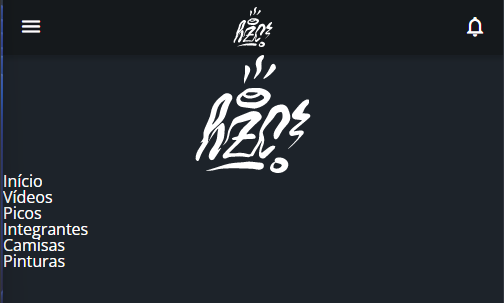 Início
Vídeos
Picos
Integrantes
Camisas
Pinturas